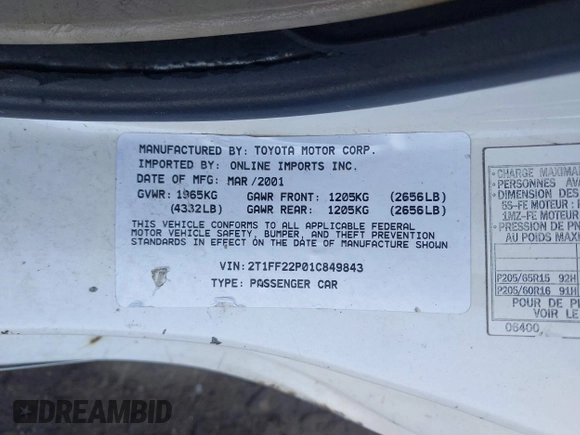 MANUFACTURED BY: TOYOTA MOTOR CORP.
IMPORTED BY: ONLINE IMPORTS INC.
DATE OF MFG: MAR/2001
GVWR: 1965KG GAWR FRONT: 1205KG (2656LB)
(4332LB) GAWR REAR: 1205KG (2656LB)
THIS VEHICLE CONFORMS TO ALL APPLICABLE FEDERAL
MOTOR VEHICLE SAFETY, BUMPER, AND THEFT PREVENTION
STANDARDS IN EFFECT ON THE DATE OF MANUFACTURE SHOWN
VIN: 2T1FF22P01C849843
TYPE: PASSENGER CAR
• CHARGE MAXIMA
• PERSONNES AV
• DIMENSION DES
5S-FE MOTEUR :
1MZ-FE MOTEUR
• PRESSION DE PN
AU POIDS MAXI
P205/65R15 92H
P205/60R16 91H
POUR DE P
VOIR LE
06400
DREAMBID